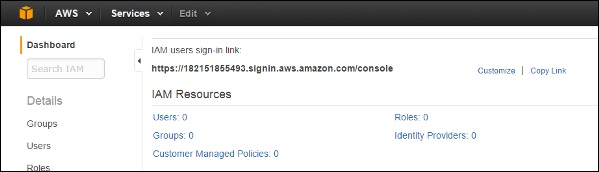 AWS Services Edit
Dashboard
Search IAM
Details
Groups
Users
Roles
IAM users sign-in link:
https://182151855493.signin.aws.amazon.com/console
Customize | Copy Link
IAM Resources
Users: 0 Roles: 0
Groups: 0 Identity Providers: 0
Customer Managed Policies: 0